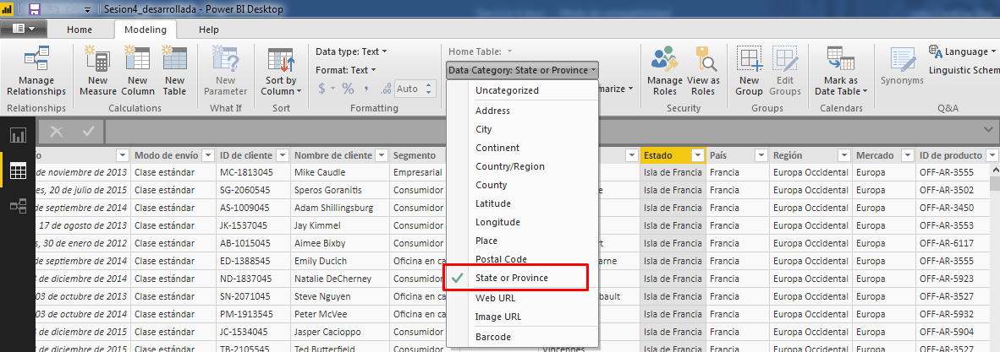 Sesion4_desarrollada - Power BI Desktop
Home Modeling Help
Manage Relationships
Relationships
New Measure New Column New Table
Calculations
New Parameter
What If
Sort by Column
Sort
Data type: Text
Format: Text
$ % , .00 Auto
Formatting
Home Table:
Data Category: State or Province
marize
Manage Roles View as Roles
Security
New Group Edit Groups
Groups
Mark as Date Table
Calendars
Synonyms
Language
Linguistic Schem
Q&A
Uncategorized
Address
City
Continent
Country/Region
County
Latitude
Longitude
Place
Postal Code
State or Province
Web URL
Image URL
Barcode
ío Modo de envío ID de cliente Nombre de cliente Segmento Estado País Región Mercado ID de producto
de noviembre de 2013 Clase estándar MC-1813045 Mike Caudle Empresarial Isla de Francia Francia Europa Occidental Europa OFF-AR-3555
es, 20 de julio de 2015 Clase estándar SG-2060545 Speros Goranitis Consumidor Isla de Francia Francia Europa Occidental Europa OFF-AR-3502
de septiembre de 2014 Clase estándar AS-1009045 Adam Shillingsburg Consumidor Isla de Francia Francia Europa Occidental Europa OFF-AR-3450
17 de agosto de 2013 Clase estándar JK-1537045 Jay Kimmel Consumidor Isla de Francia Francia Europa Occidental Europa OFF-AR-3553
es, 30 de enero de 2012 Clase estándar AB-1015045 Aimee Bixby Consumidor rt Isla de Francia Francia Europa Occidental Europa OFF-AR-6117
de septiembre de 2014 Clase estándar ED-1388545 Emily Ducich Oficina en ca arne Isla de Francia Francia Europa Occidental Europa OFF-AR-3555
de diciembre de 2014 Clase estándar ND-1837045 Natalie DeCherney Consumidor Isla de Francia Francia Europa Occidental Europa OFF-AR-5923
03 de octubre de 2013 Clase estándar SN-2071045 Steve Nguyen Oficina en ca bault Isla de Francia Francia Europa Occidental Europa OFF-AR-3527
03 de octubre de 2014 Clase estándar PM-1913545 Peter McVee Oficina en ca Isla de Francia Francia Europa Occidental Europa OFF-AR-5932
de diciembre de 2015 Clase estándar JC-1534045 Jasper Cacioppo Consumidor Isla de Francia Francia Europa Occidental Europa OFF-AR-5904
de diciembre de 2015 Clase estándar TB-2105545 Ted Butterfield Consumidor Vincennes Isla de Francia Francia Europa Occidental Europa OFF-AR-3527